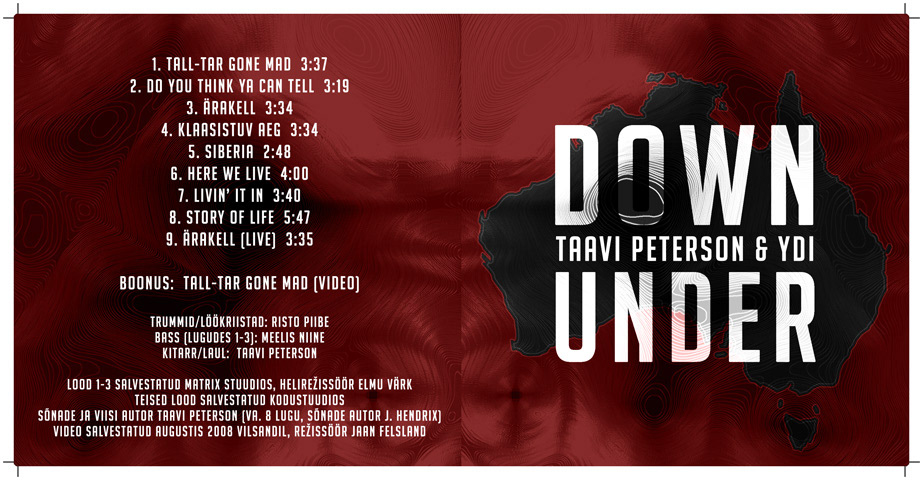 1. TALL-TAR GONE MAD 3:37
2. DO YOU THINK YA CAN TELL 3:19
3. ÄRAKELL 3:34
4. KLAASISTUV AEG 3:34
5. SIBERIA 2:48
6. HERE WE LIVE 4:00
7. LIVIN' IT IN 3:40
8. STORY OF LIFE 5:47
9. ÄRAKELL (LIVE) 3:35
BOONUS: TALL-TAR GONE MAD (VIDEO)
TRUMMID/LÖÖKRIISTAD: RISTO PIIBE
BASS (LUGUDES 1-3): MEELIS NIINE
KITARR/LAUL: TAAVI PETERSON
LOOD 1-3 SALVESTATUD MATRIX STUUDIOS, HELIREŽISSÖÖR ELMU VÄRK
TEISED LOOD SALVESTATUD KODUSTUUDIOS
SÕNADE JA VIISI AUTOR TAAVI PETERSON (VA. 8 LUGU, SÕNADE AUTOR J. HENDRIX)
VIDEO SALVESTATUD AUGUSTIS 2008 VILSANDIL, REŽISSÖÖR JAAN FELSLAND
DOWN
TAAVI PETERSON & YDI
UNDER